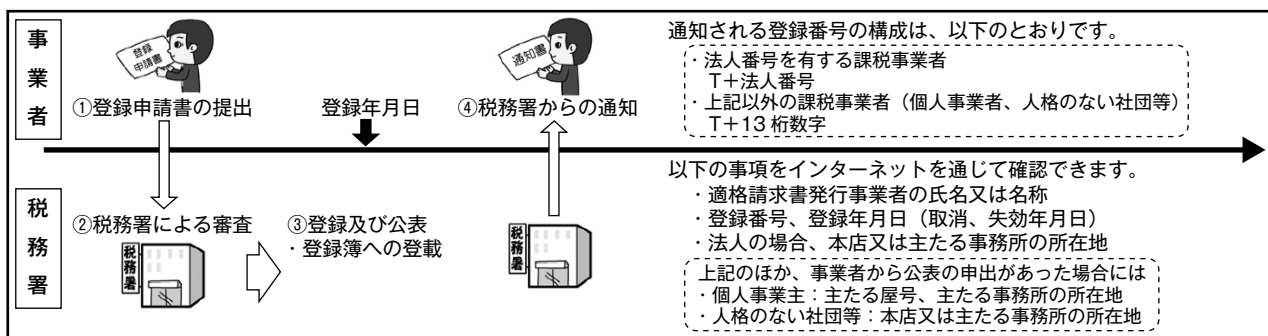 事業者
登録
申請書
①登録申請書の提出
登録年月日
通知書
④税務署からの通知
通知される登録番号の構成は、以下のとおりです。
・法人番号を有する課税事業者
T+法人番号
・上記以外の課税事業者（個人事業者、人格のない社団等）
T+13桁数字
税務署
②税務署による審査
税務署
③登録及び公表
・登録簿への登載
税務署
以下の事項をインターネットを通じて確認できます。
・適格請求書発行事業者の氏名又は名称
・登録番号、登録年月日（取消、失効年月日）
・法人の場合、本店又は主たる事務所の所在地
上記のほか、事業者から公表の申出があった場合には
・個人事業主：主たる屋号、主たる事務所の所在地
・人格のない社団等：本店又は主たる事務所の所在地